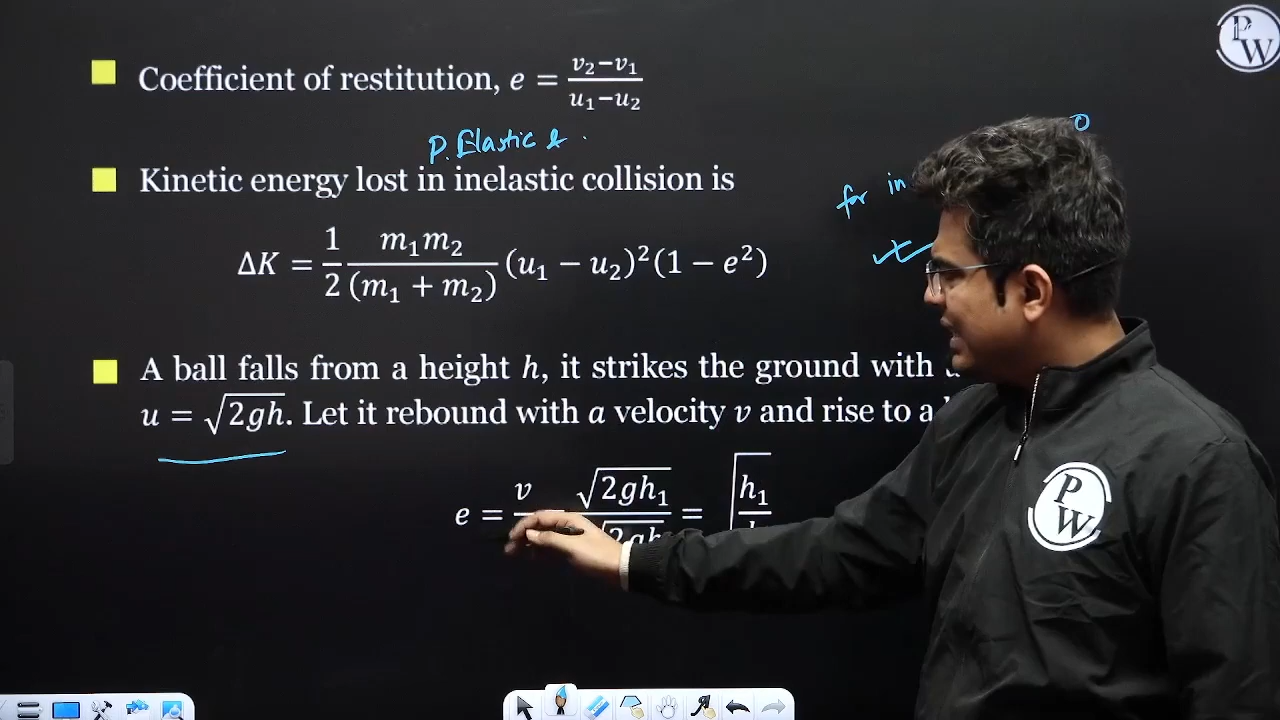 P
W
Coefficient of restitution, e = (v₂−v₁)/(u₁−u₂)
P. Elastic &
Kinetic energy lost in inelastic collision is
for in
ΔK = 1/2 m₁m₂/(m₁ + m₂) (u₁ − u₂)²(1 − e²)
A ball falls from a height h, it strikes the ground with a
u = √2gh. Let it rebound with a velocity v and rise to a
e = v √2gh₁ = √h₁
P
W